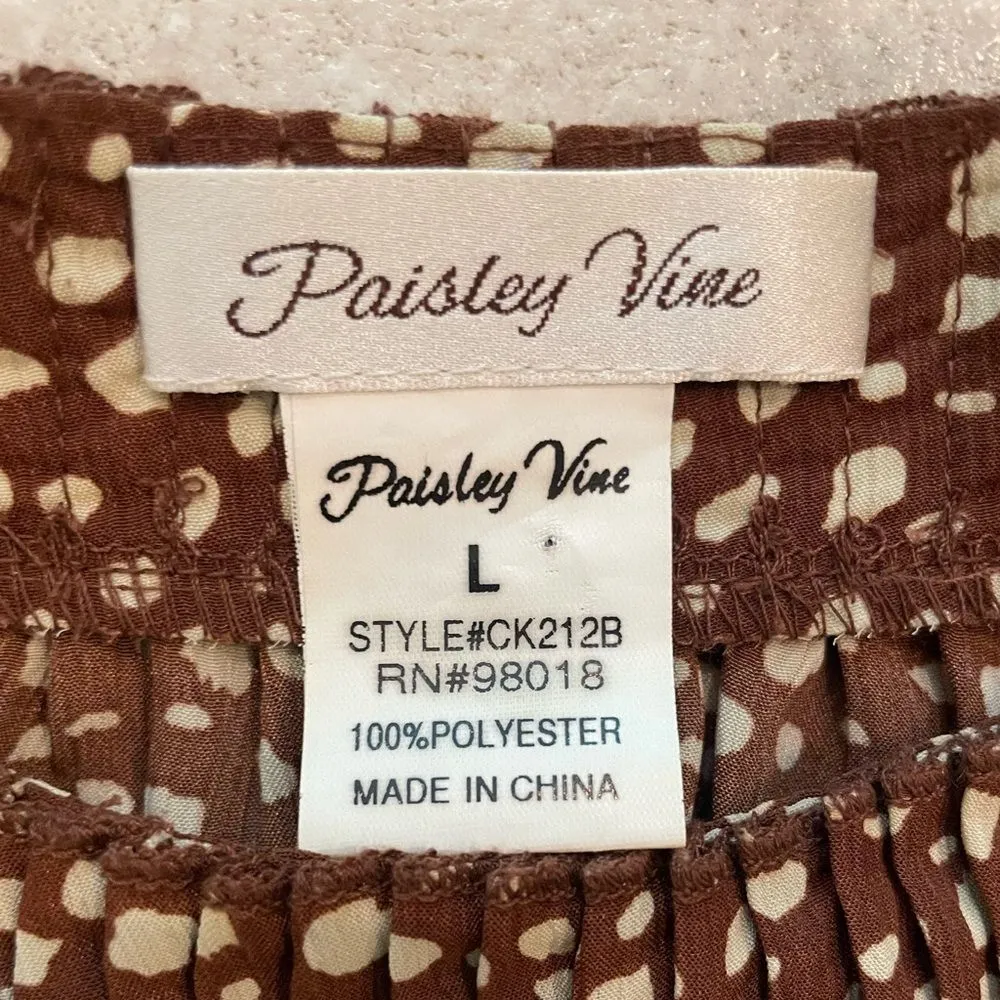 Paisley Vine
Paisley Vine
L
STYLE#CK212B
RN#98018
100%POLYESTER
MADE IN CHINA